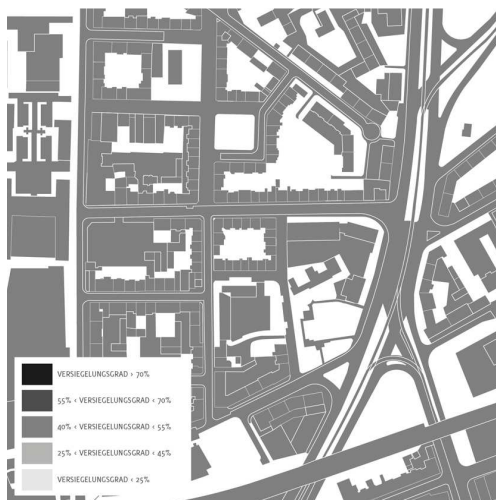 VERSIEGELUNGSGRAD < 70%
55% < VERSIEGELUNGSGRAD < 70%
40% < VERSIEGELUNGSGRAD < 55%
25% < VERSIEGELUNGSGRAD < 45%
VERSIEGELUNGSGRAD < 25%